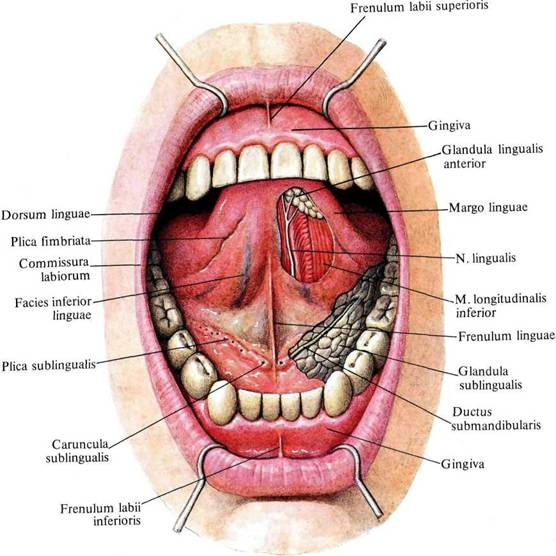 Frenulum labii superioris
Gingiva
Glandula lingualis
anterior
Margo linguae
N. lingualis
M. longitudinalis
inferior
Frenulum linguae
Glandula
sublingualis
Ductus
submandibularis
Gingiva
Dorsum linguae
Plica fimbriata
Commissura
labiorum
Facies inferior
linguae
Plica sublingualis
Caruncula
sublingualis
Frenulum labii
inferioris